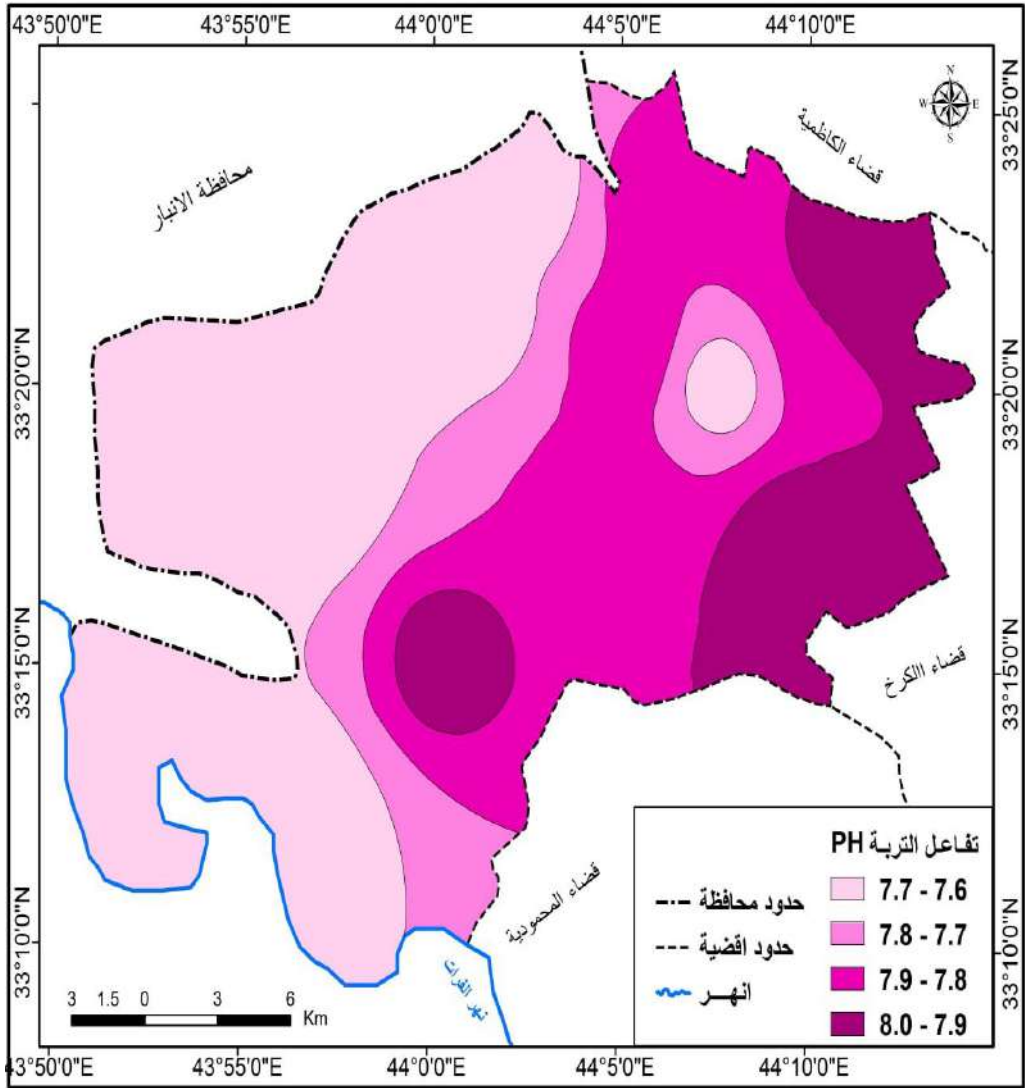 43°50'0"E 43°55'0"E 44°0'0"E 44°5'0"E 44°10'0"E
33°25'0"N
33°20'0"N
33°15'0"N
33°10'0"N
33°20'0"N
33°15'0"N
33°10'0"N
N
W E
S
قضاء الكاظمية
محافظة الانبار
قضاء االكرخ
قضاء المحمودية
نهر الفرات
تفاعل التربة PH
7.7 - 7.6
7.8 - 7.7
7.9 - 7.8
8.0 - 7.9
حدود محافظة
حدود اقضية
انهـــر
3 1.5 0 3 6
Km
43°50'0"E 43°55'0"E 44°0'0"E 44°5'0"E 44°10'0"E